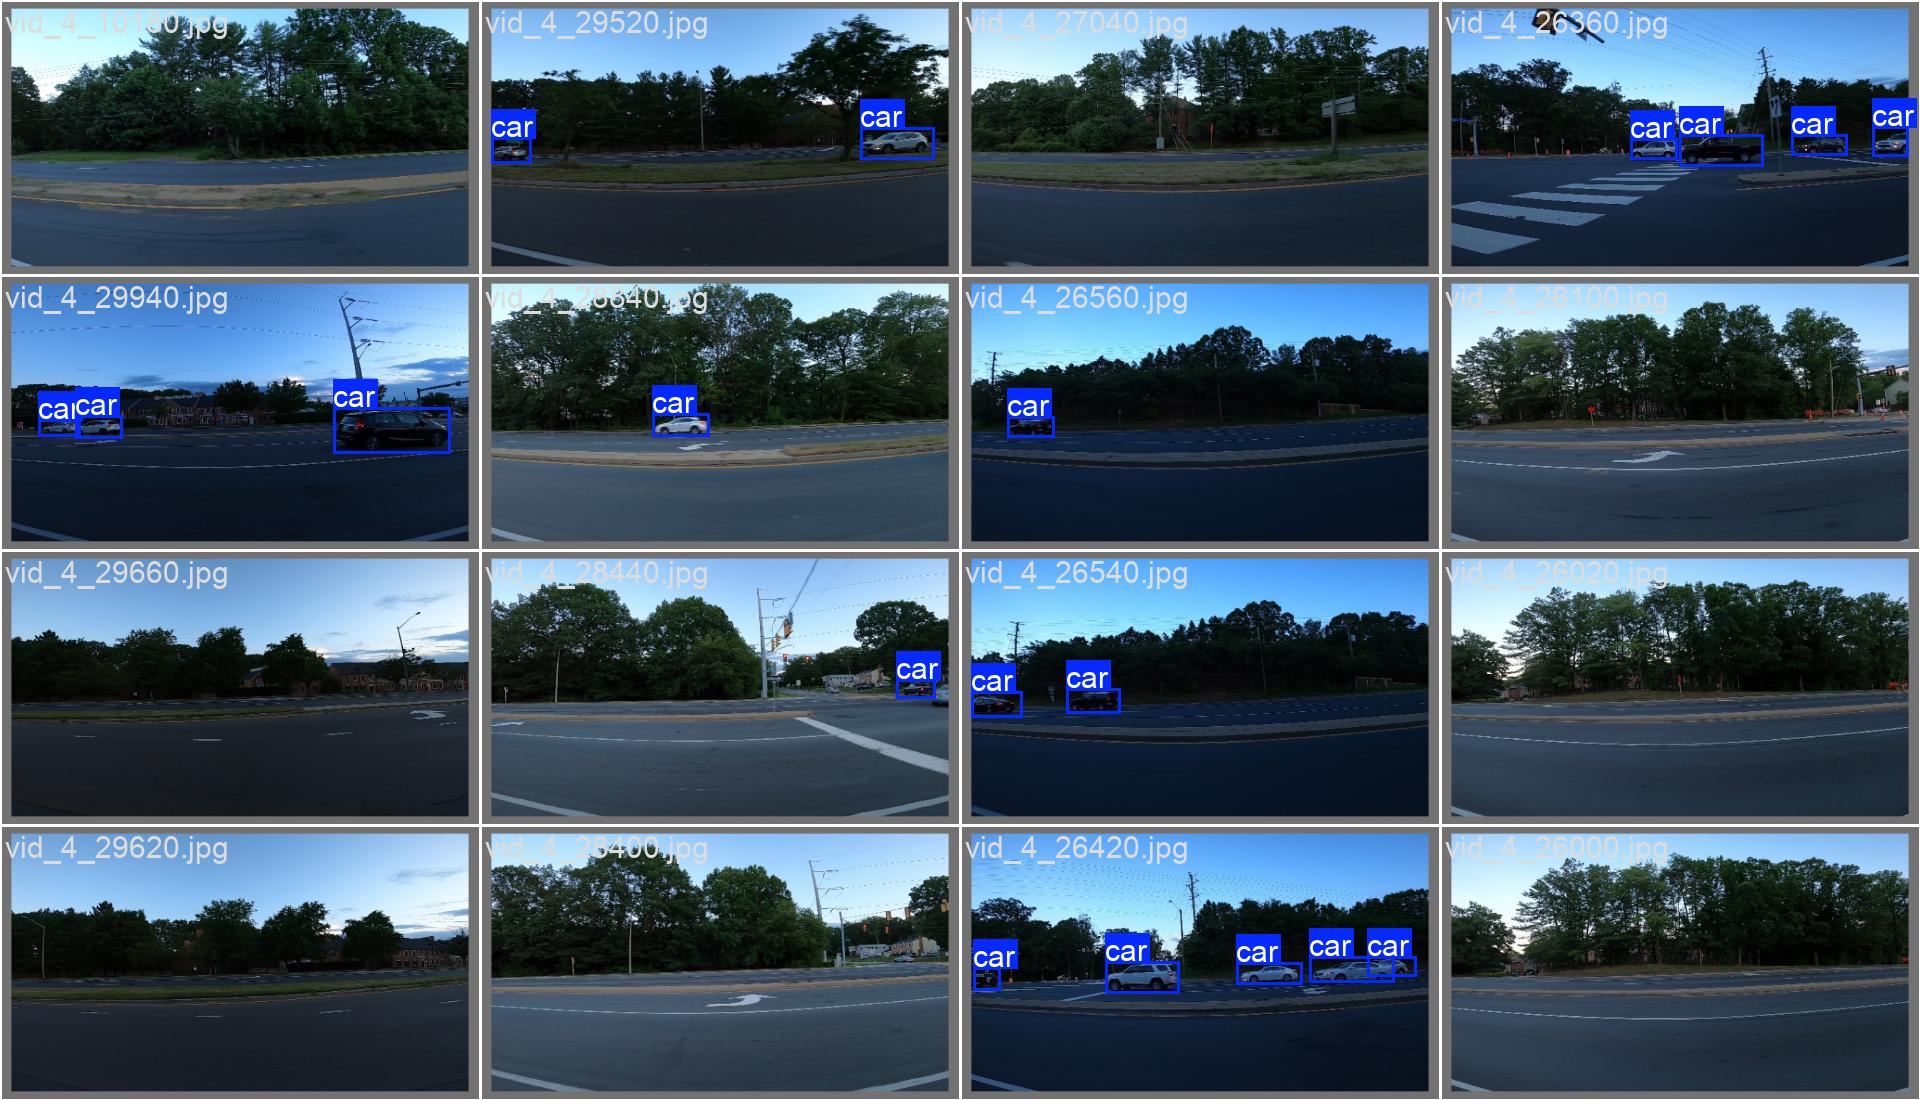 vid_4_10180.jpg
vid_4_29520.jpg
car
car
vid_4_27040.jpg
vid_4_26360.jpg
car
car
car
car
vid_4_29940.jpg
car
car
car
vid_4_28840.jpg
car
vid_4_26560.jpg
car
vid_4_26100.jpg
vid_4_29660.jpg
vid_4_28440.jpg
car
vid_4_26540.jpg
car
car
vid_4_26020.jpg
vid_4_29620.jpg
vid_4_28400.jpg
vid_4_26420.jpg
car
car
car
car
car
vid_4_26000.jpg